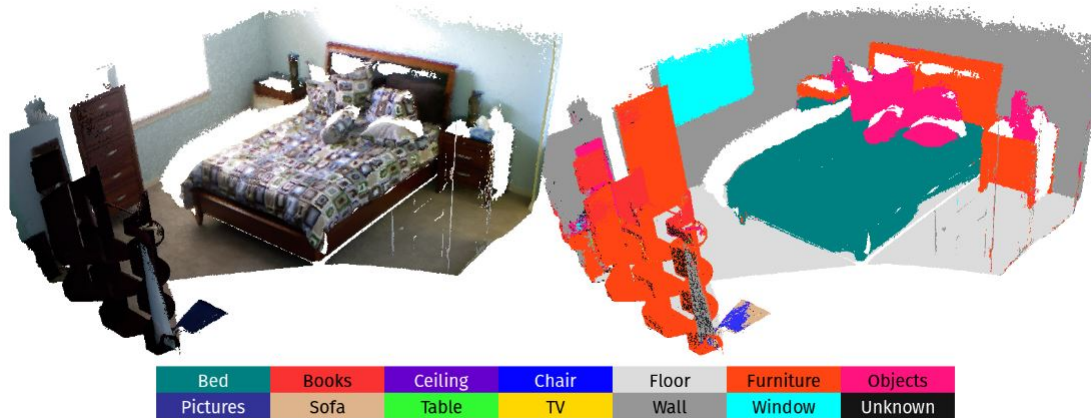 Bed Books Ceiling Chair Floor Furniture Objects
Pictures Sofa Table TV Wall Window Unknown